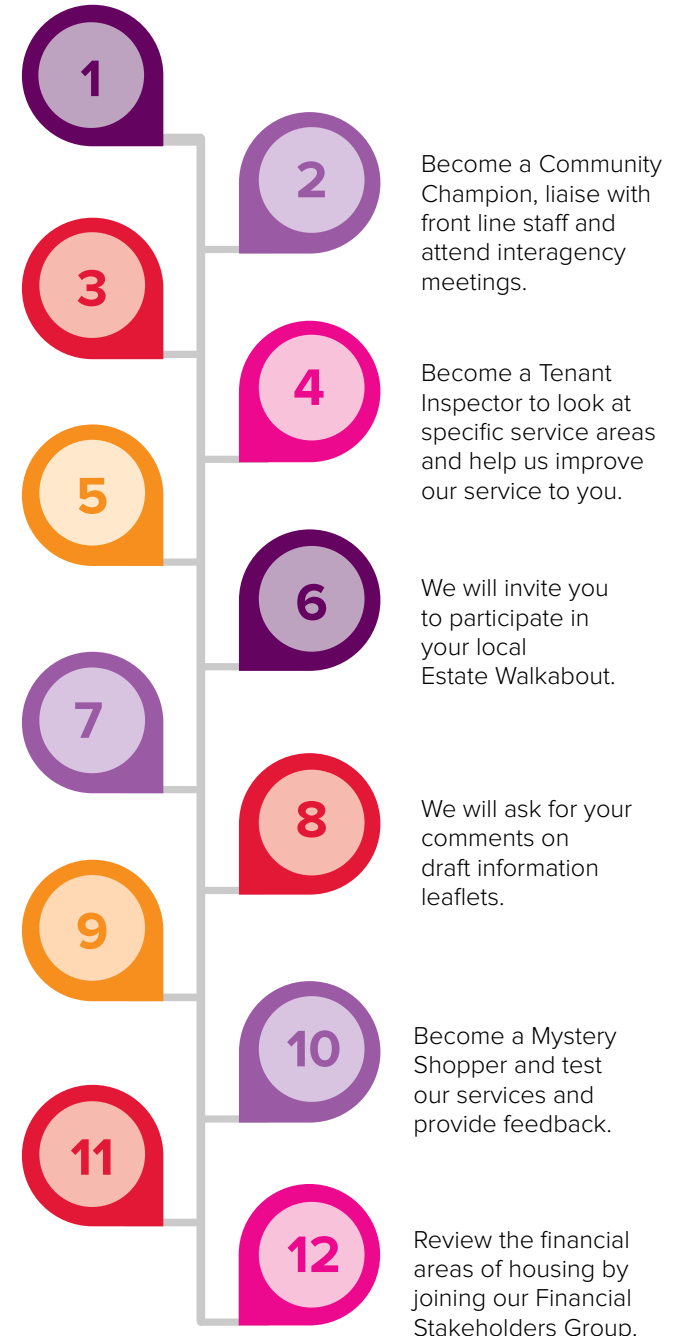 1
2
Become a Community
Champion, liaise with
front line staff and
attend interagency
meetings.
3
4
Become a Tenant
Inspector to look at
specific service areas
and help us improve
our service to you.
5
6
We will invite you
to participate in
your local
Estate Walkabout.
7
8
We will ask for your
comments on
draft information
leaflets.
9
10
Become a Mystery
Shopper and test
our services and
provide feedback.
11
12
Review the financial
areas of housing by
joining our Financial
Stakeholders Group.